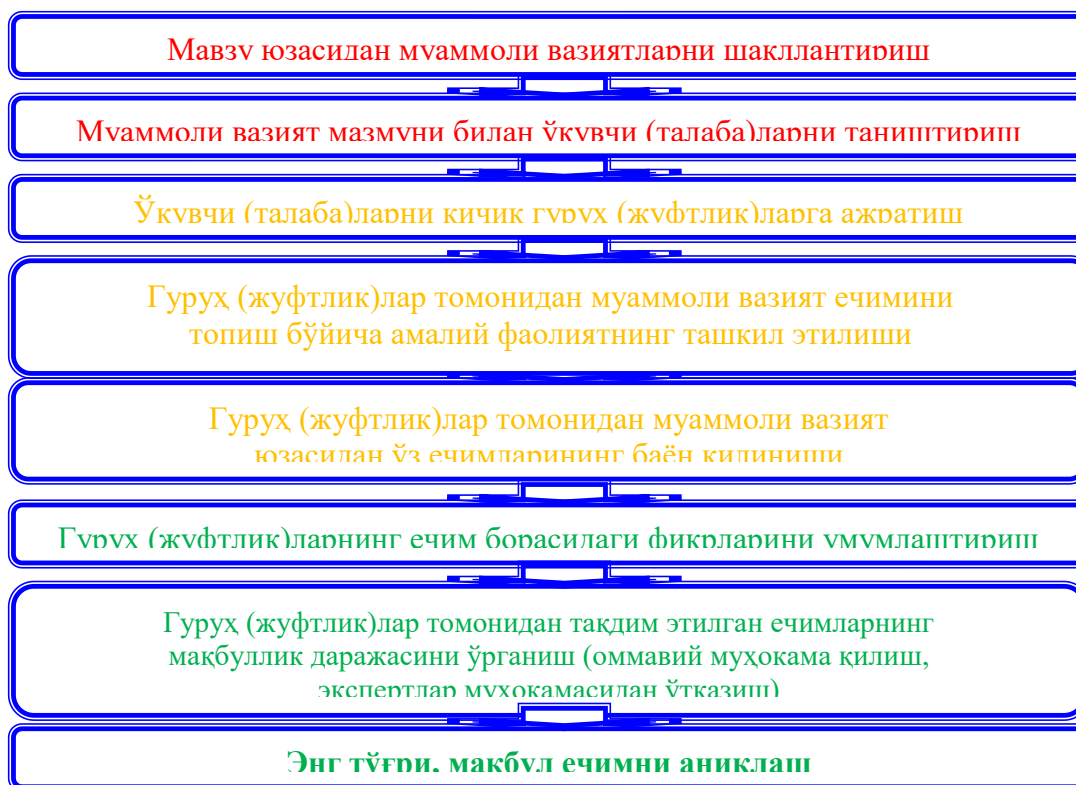 Мавзу юзасидан муаммоли вазиятларни шакллантириш
Муаммоли вазият мазмуни билан ўқувчи (талаба)ларни таништириш
Ўқувчи (талаба)ларни кичик гуруҳ (жуфтлик)ларга ажратиш
Гуруҳ (жуфтлик)лар томонидан муаммоли вазият ечимини
топиш бўйича амалий фаолиятнинг ташкил этилиши
Гуруҳ (жуфтлик)лар томонидан муаммоли вазият
юзасидан ўз ечимларининг баён қилиниши
Гуруҳ (жуфтлик)ларнинг ечим борасидаги фикрларини умумлаштириш
Гуруҳ (жуфтлик)лар томонидан тақдим этилган ечимларнинг
мақбуллик даражасини ўрганиш (оммавий муҳокама қилиш,
экспертлар муҳокамасидан ўтказиш)
Энг тўғри, мақбул ечимни аниқлаш